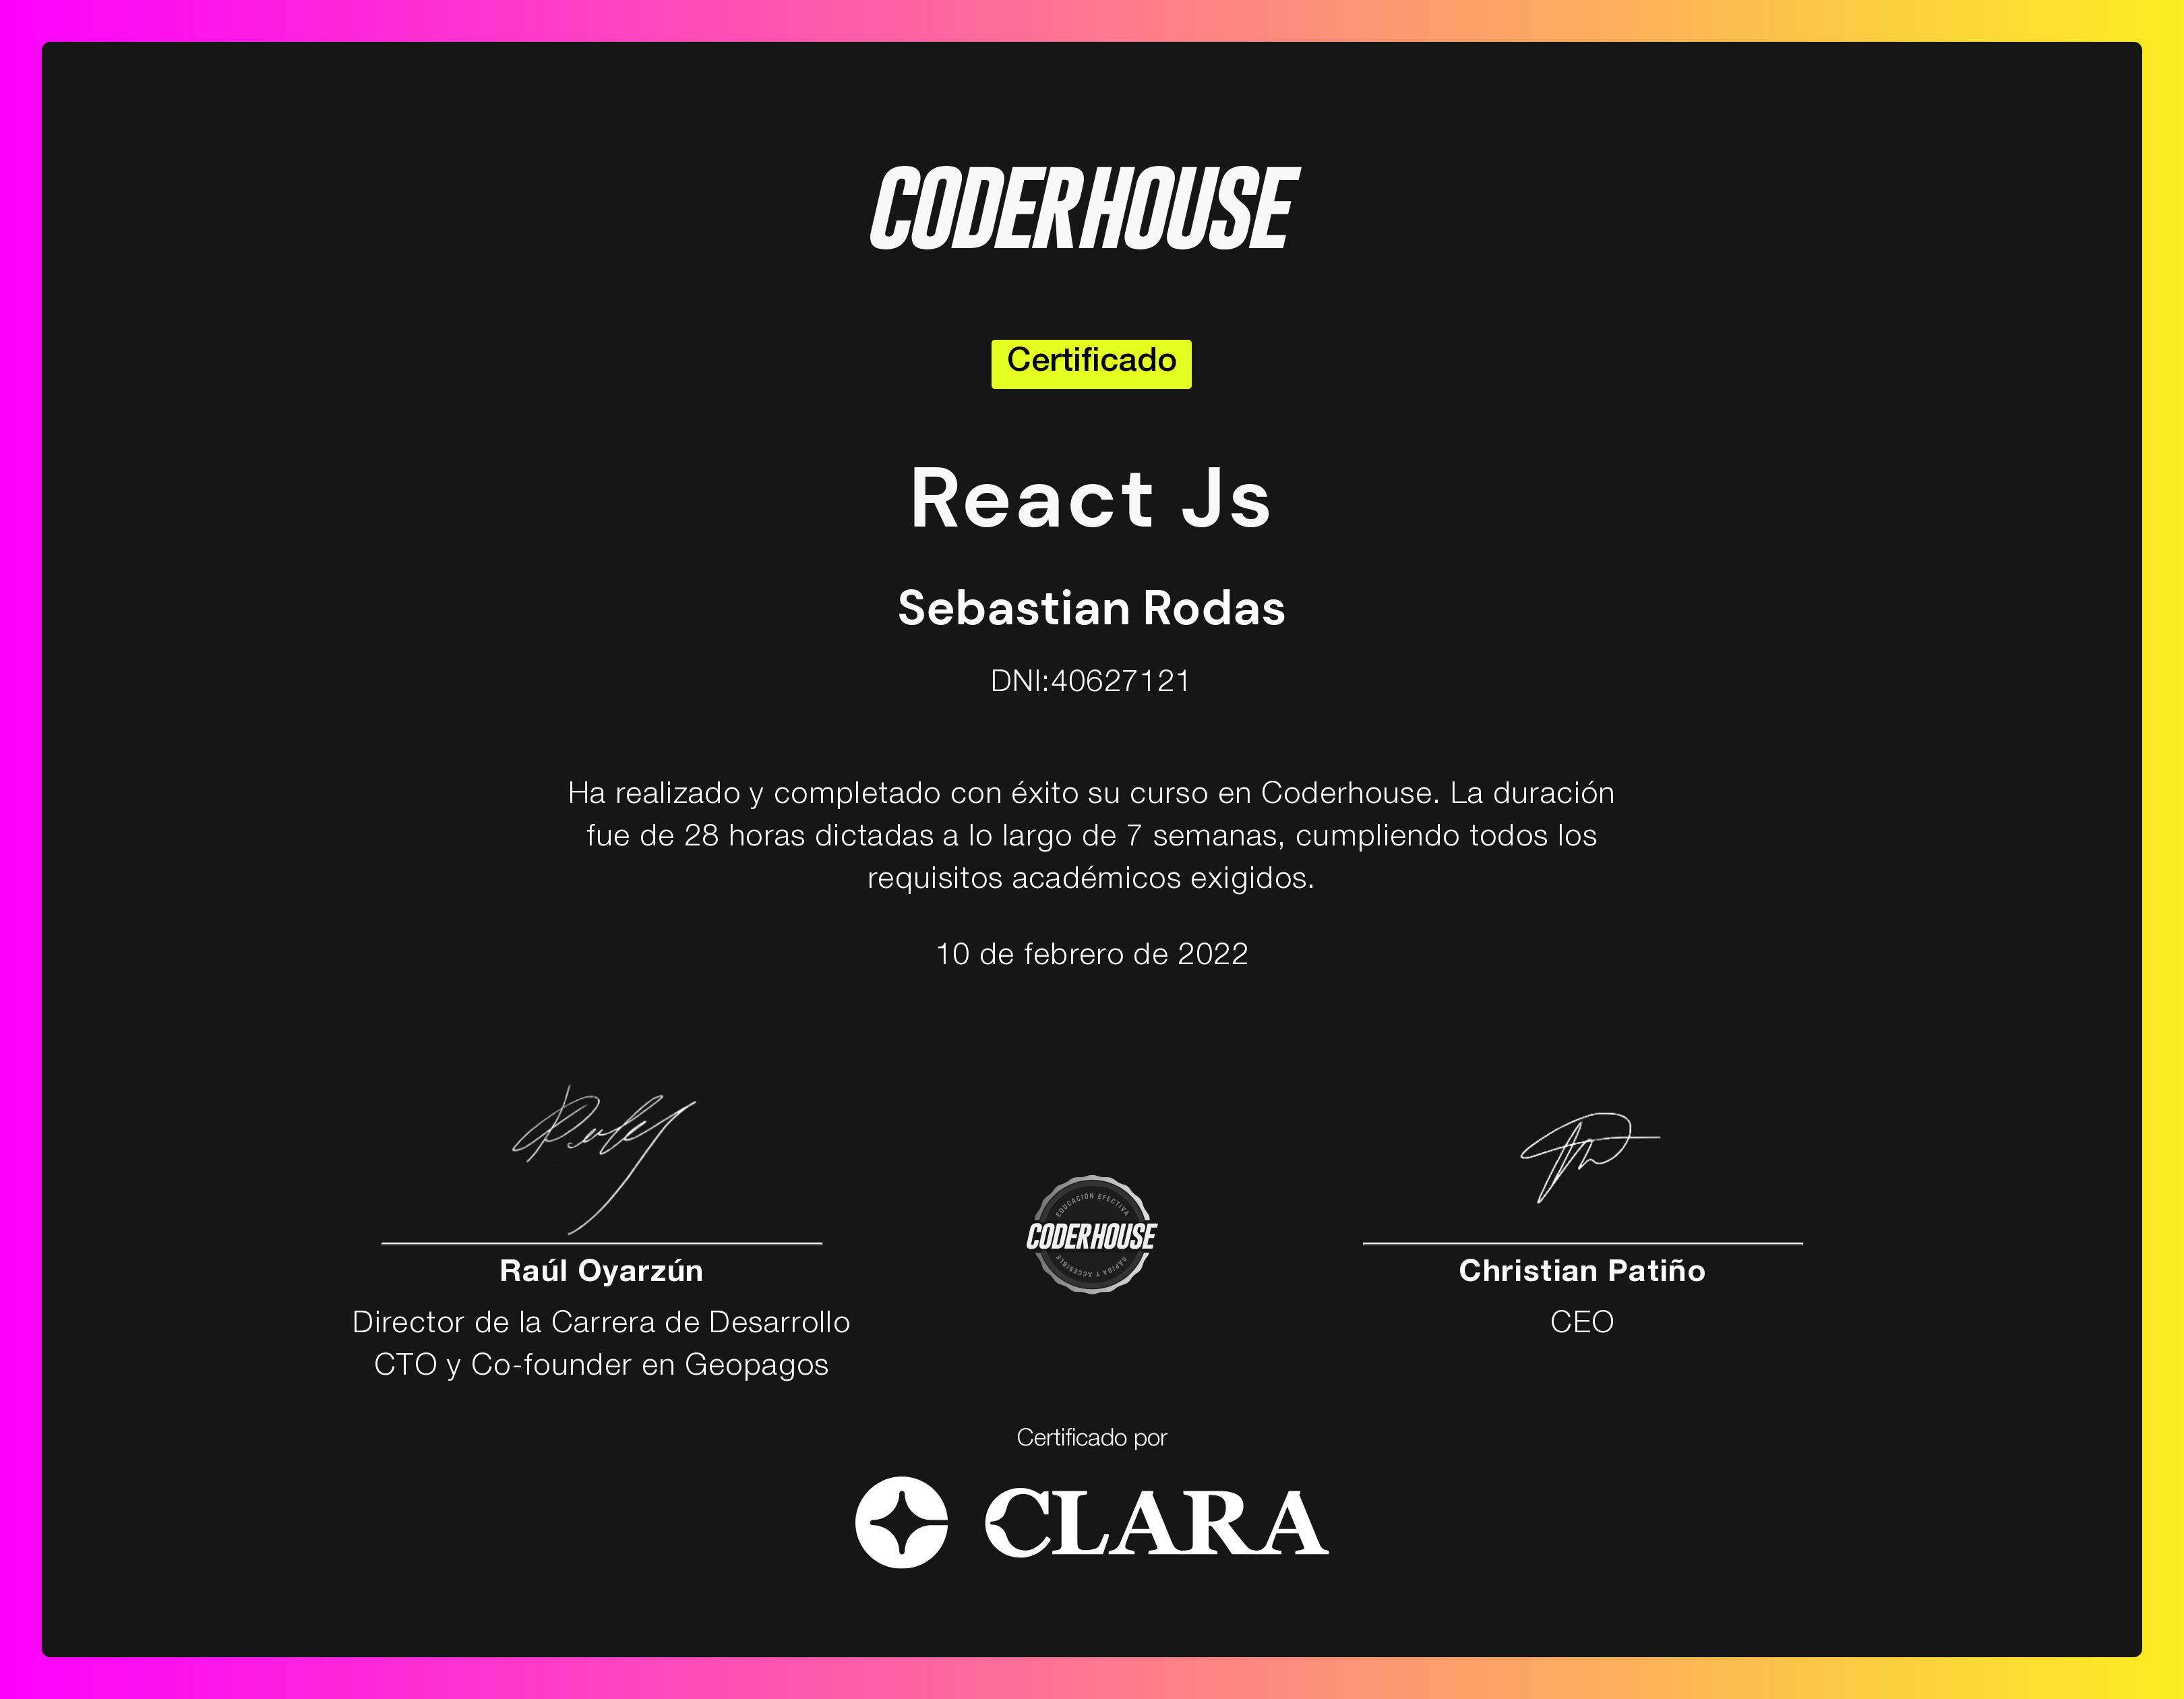 CODERHOUSE
Certificado
React Js
Sebastian Rodas
DNI:40627121
Ha realizado y completado con éxito su curso en Coderhouse. La duración
fue de 28 horas dictadas a lo largo de 7 semanas, cumpliendo todos los
requisitos académicos exigidos.
10 de febrero de 2022
EDUCACIÓN EFECTIVA
CODERHOUSE
RÁPIDA Y ACCESIBLE
Raúl Oyarzún
Director de la Carrera de Desarrollo
CTO y Co-founder en Geopagos
Christian Patiño
CEO
Certificado por
CLARA